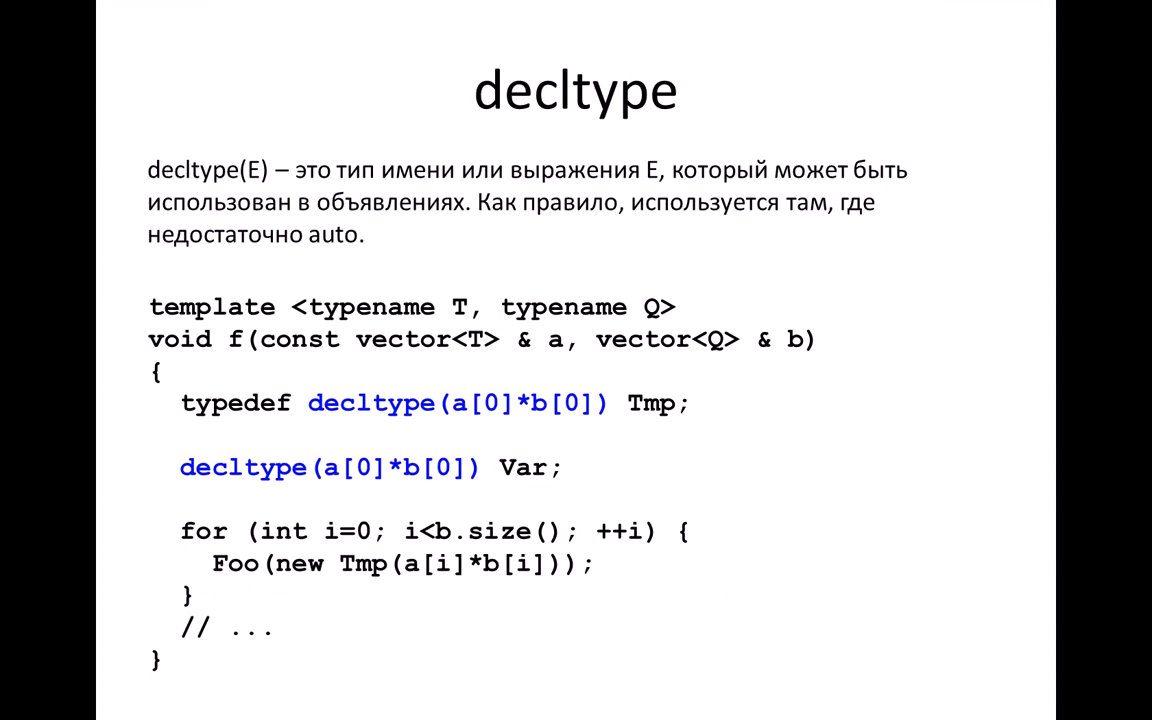 decltype
decltype(E) – это тип имени или выражения E, который может быть
использован в объявлениях. Как правило, используется там, где
недостаточно auto.
template <typename T, typename Q>
void f(const vector<T> & a, vector<Q> & b)
{
  typedef decltype(a[0]*b[0]) Tmp;
  decltype(a[0]*b[0]) Var;
  for (int i=0; i<b.size(); ++i) {
    Foo(new Tmp(a[i]*b[i]));
  }
  // ...
}